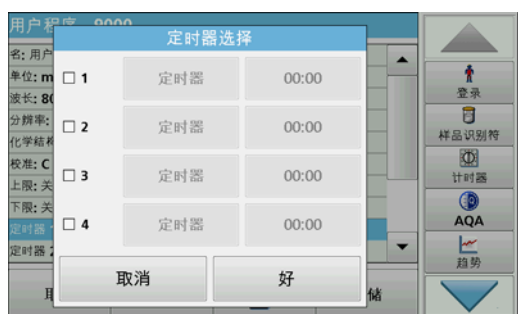 用户程序 9000
定时器选择
名: 用户
单位: m
波长: 80
分辨率:
化学结构
校准: C
上限: 关
下限: 关
定时器
定时器 2
1 定时器 00:00
2 定时器 00:00
3 定时器 00:00
4 定时器 00:00
取消 好
储
登录
样品识别符
计时器
AQA
趋势